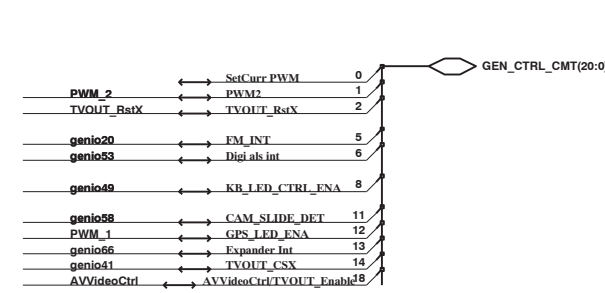 GEN_CTRL_CMT(20:0)
SetCurr PWM 0
PWM_2 PWM2 1
TVOUT_RstX TVOUT_RstX 2
genio20 FM_INT 5
genio53 Digi als int 6
genio49 KB_LED_CTRL_ENA 8
genio58 CAM_SLIDE_DET 11
PWM_1 GPS_LED_ENA 12
genio66 Expander Int 13
genio41 TVOUT_CSX 14
AVVideoCtrl AVVideoCtrl/TVOUT_Enable 18